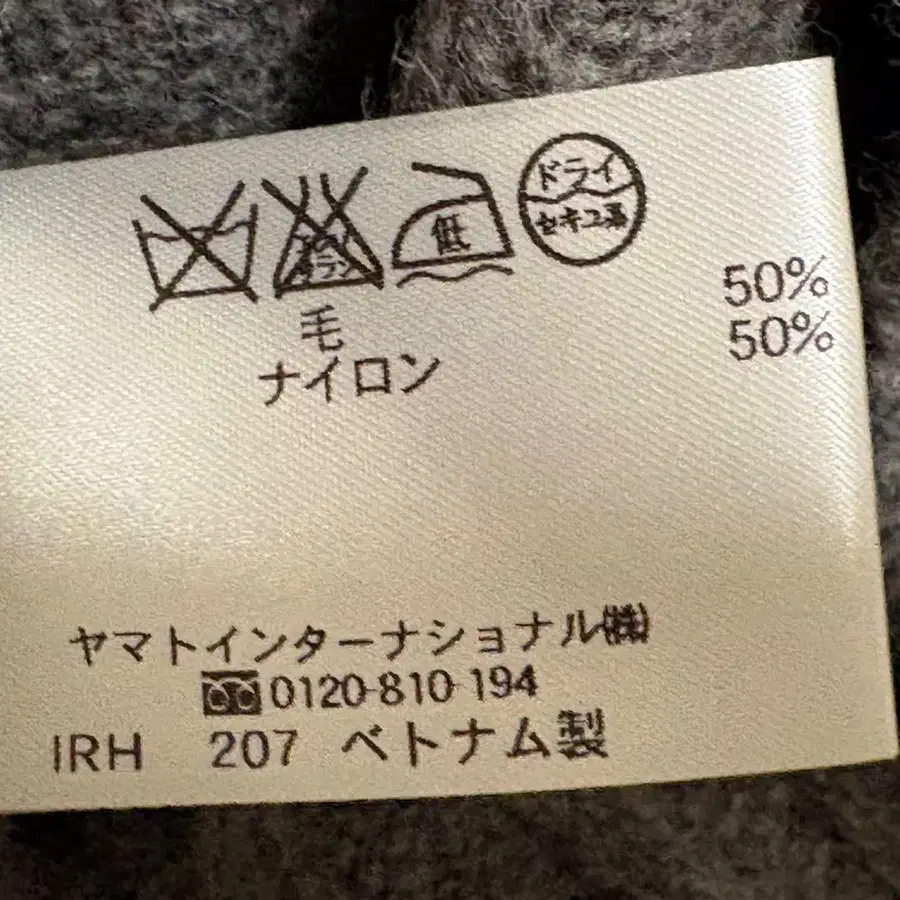 低 ドライ セキユ系
毛 50%
ナイロン 50%
ヤマトインターナショナル㈱
0120-810-194
IRH 207 ベトナム製